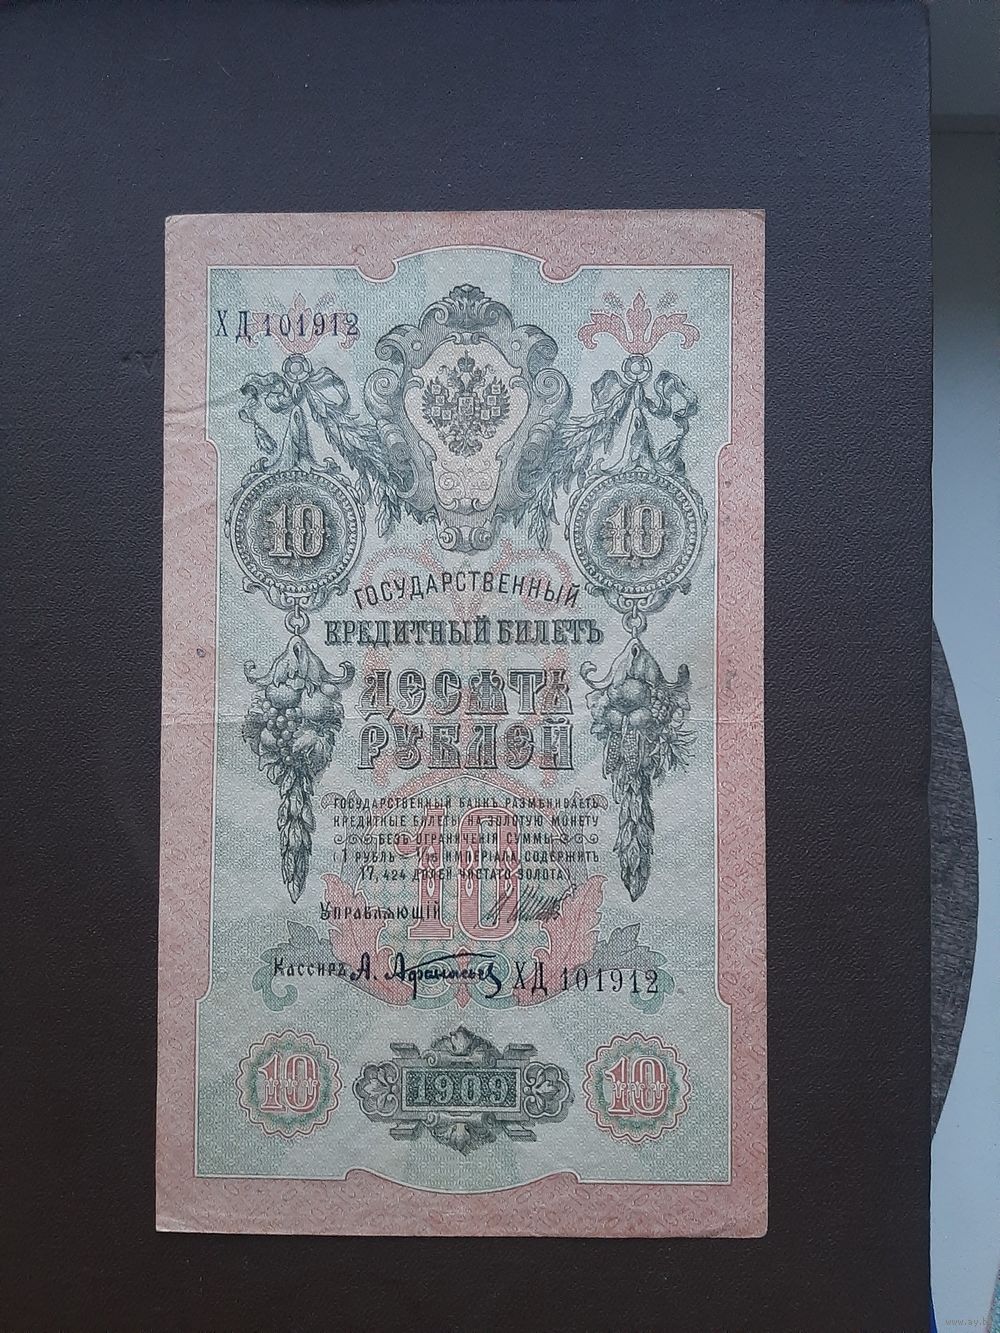 ХД 101912
10 10
ГОСУДАРСТВЕННЫЙ
КРЕДИТНЫЙ БИЛЕТЪ
ДЕСЯТЬ
РУБЛЕЙ
ГОСУДАРСТВЕННЫЙ БАНКЪ РАЗМѢНИВАЕТЪ
КРЕДИТНЫЕ БИЛЕТЫ НА ЗОЛОТУЮ МОНЕТУ
БЕЗЪ ОГРАНИЧЕНІЯ СУММЫ
(1 РУБЛЬ = 1/15 ИМПЕРІАЛА, СОДЕРЖИТЪ
17,424 ДОЛЕЙ ЧИСТАГО ЗОЛОТА)
10
УПРАВЛЯЮЩІЙ
КАССИРЪ А. Афанасьев ХД 101912
10 1909 10